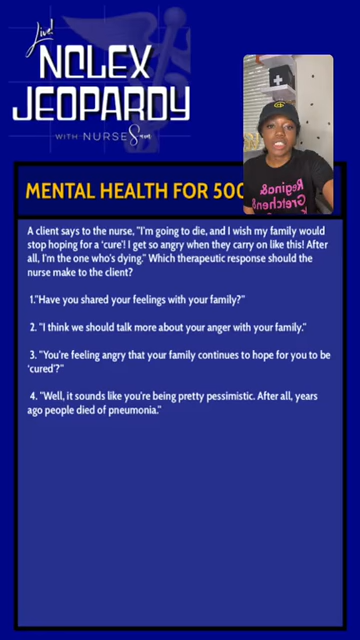 Live!
NCLEX
JEOPARDY
WITH NURSE Sam
MENTAL HEALTH FOR 500
A client says to the nurse, "I'm going to die, and I wish my family would
stop hoping for a 'cure'! I get so angry when they carry on like this! After
all, I'm the one who's dying." Which therapeutic response should the
nurse make to the client?
1."Have you shared your feelings with your family?"
2. "I think we should talk more about your anger with your family."
3. "You're feeling angry that your family continues to hope for you to be
'cured'?"
4. "Well, it sounds like you're being pretty pessimistic. After all, years
ago people died of pneumonia."
Regina&
Gretchen&